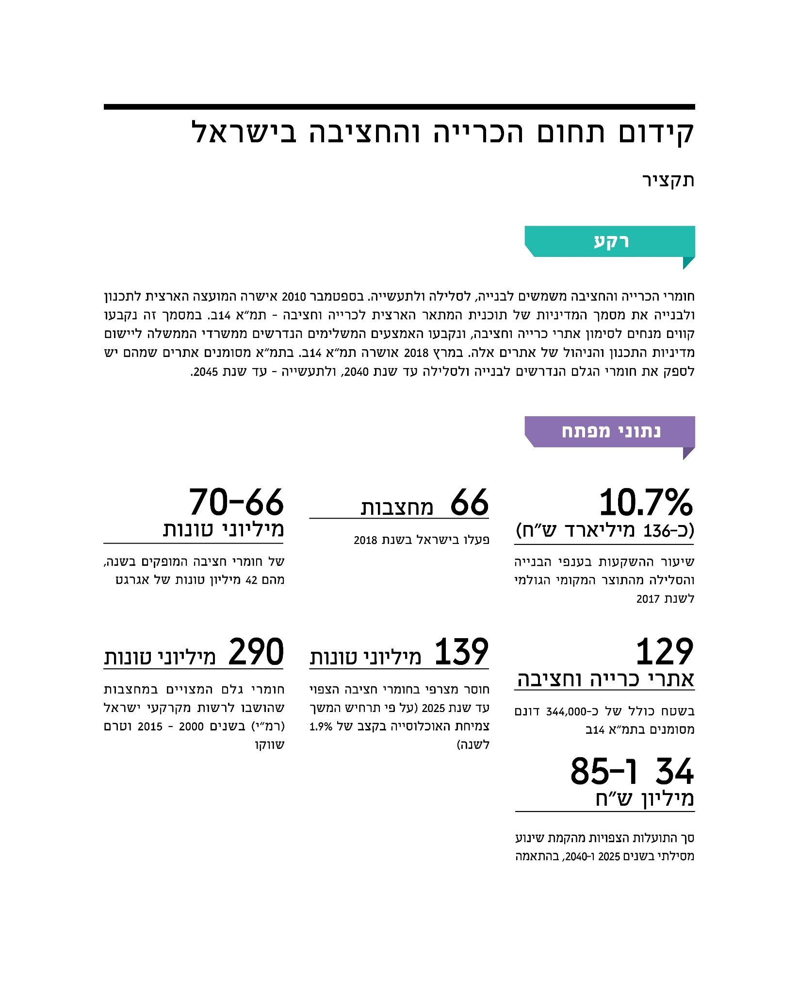 קידום תחום הכרייה והחציבה בישראל
תקציר
רקע
חומרי הכרייה והחציבה משמשים לבנייה, לסלילה ולתעשייה. בספטמבר 2010 אישרה המועצה הארצית לתכנון
ולבנייה את מסמך המדיניות של תוכנית המתאר הארצית לכרייה וחציבה - תמ״א 14ב. במסמך זה נקבעו
קווים מנחים לסימון אתרי כרייה וחציבה, ונקבעו האמצעים המשלימים הנדרשים ממשרדי הממשלה ליישום
מדיניות התכנון והניהול של אתרים אלה. במרץ 2018 אושרה תמ״א 14ב. בתמ״א מסומנים אתרים שמהם יש
לספק את חומרי הגלם הנדרשים לבנייה ולסלילה עד שנת 2040, ולתעשייה - עד שנת 2045.
נתוני מפתח
10.7%
(כ-136 מיליארד ש״ח)
שיעור ההשקעות בענפי הבנייה
והסלילה מהתוצר המקומי הגולמי
לשנת 2017
66 מחצבות
פעלו בישראל בשנת 2018
70-66
מיליוני טונות
של חומרי חציבה המופקים בשנה,
מהם 42 מיליון טונות של אגרגט
129
אתרי כרייה וחציבה
בשטח כולל של כ-344,000 דונם
מסומנים בתמ״א 14ב
139 מיליוני טונות
חוסר מצרפי בחומרי חציבה הצפוי
עד שנת 2025 (על פי תרחיש המשך
צמיחת האוכלוסייה בקצב של 1.9%
לשנה)
290 מיליוני טונות
חומרי גלם המצויים במחצבות
שהושבו לרשות מקרקעי ישראל
(רמ״י) בשנים 2000 - 2015 וטרם
שווקו
34 ו-85
מיליון ש״ח
סך התועלות הצפויות מהקמת שינוע
מסילתי בשנים 2025 ו-2040, בהתאמה